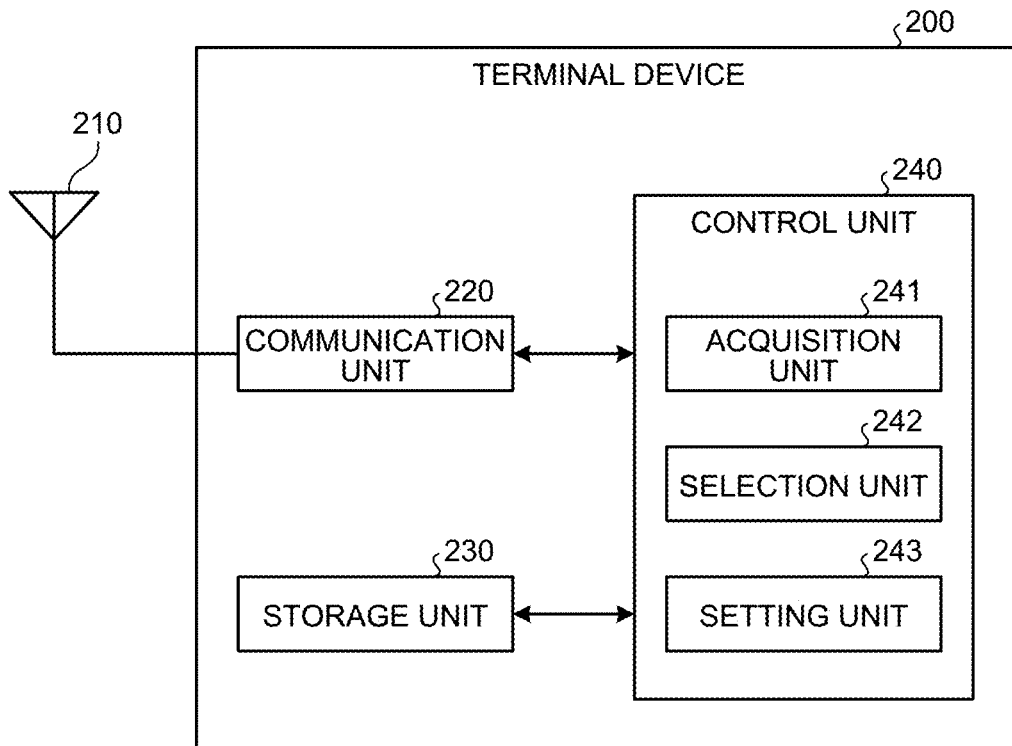 200
TERMINAL DEVICE
210
240
CONTROL UNIT
220
COMMUNICATION
UNIT
241
ACQUISITION
UNIT
242
SELECTION UNIT
230
STORAGE UNIT
243
SETTING UNIT